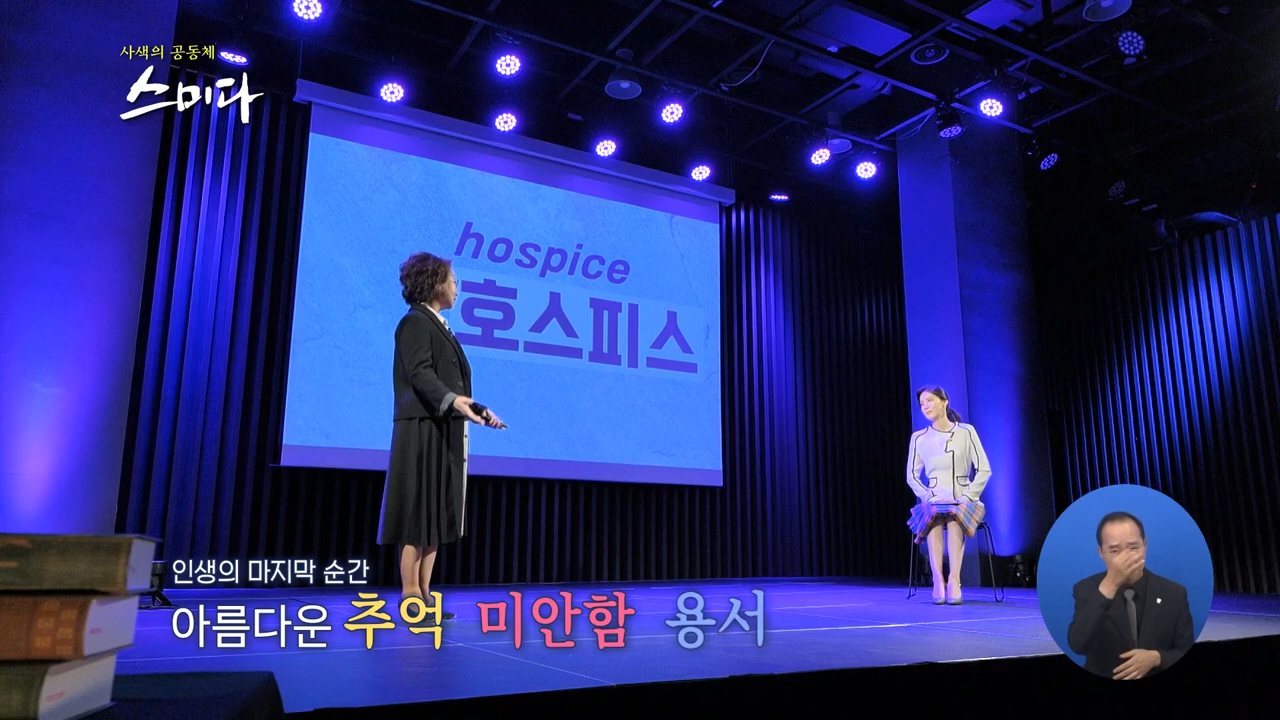 사색의 공동체
스미다
hospice
호스피스
인생의 마지막 순간
아름다운 추억 미안함 용서